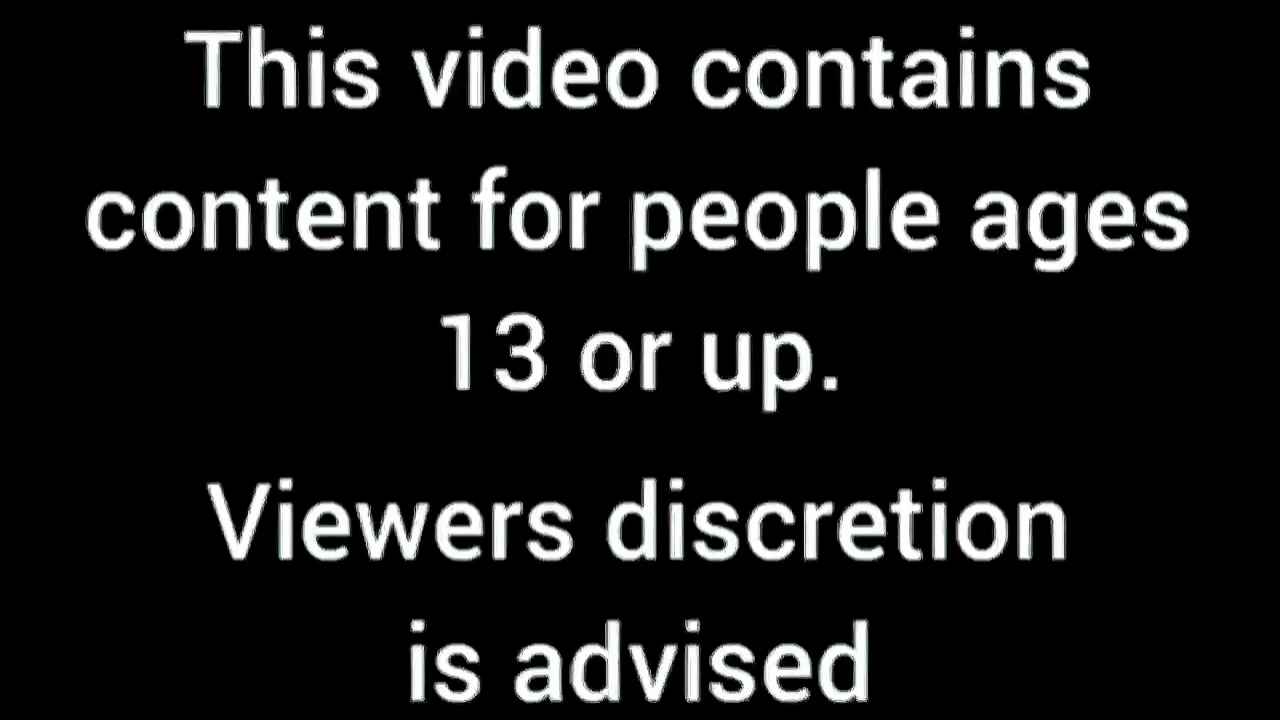 This video contains
content for people ages
13 or up.
Viewers discretion
is advised